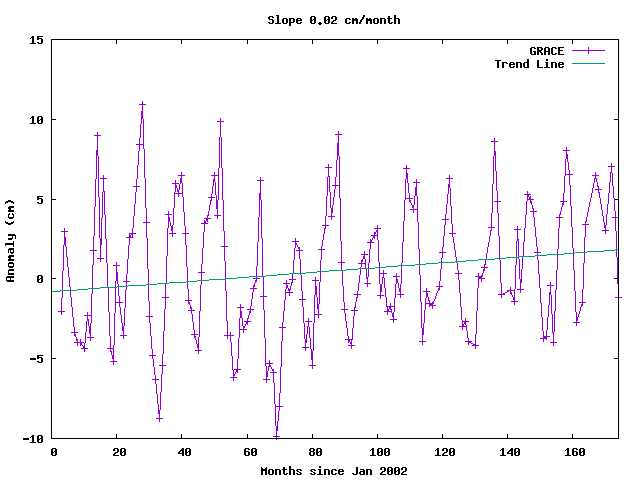 Slope 0.02 cm/month
GRACE
Trend Line
15
10
5
0
-5
-10
Anomaly (cm)
0 20 40 60 80 100 120 140 160
Months since Jan 2002